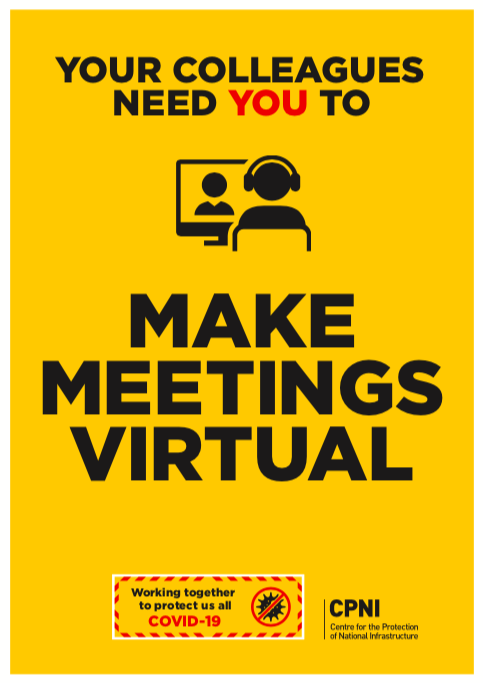 YOUR COLLEAGUES
NEED YOU TO
MAKE
MEETINGS
VIRTUAL
Working together
to protect us all
COVID-19
CPNI
Centre for the Protection
of National Infrastructure